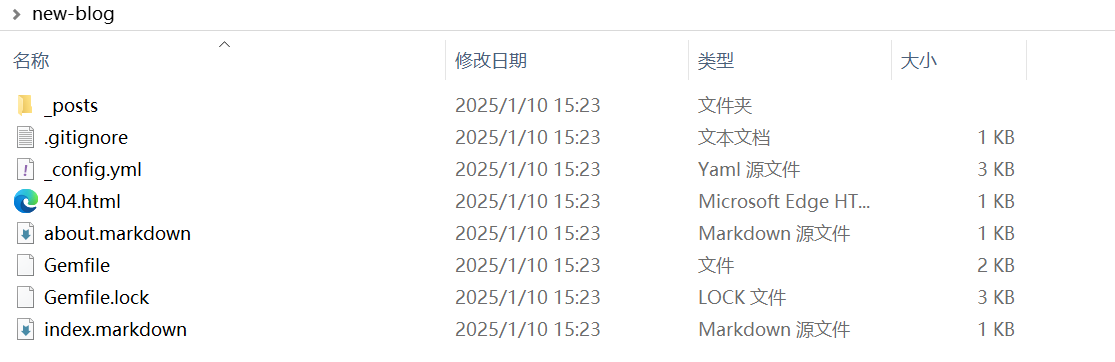 new-blog
名称 修改日期 类型 大小
_posts 2025/1/10 15:23 文件夹
.gitignore 2025/1/10 15:23 文本文档 1 KB
_config.yml 2025/1/10 15:23 Yaml 源文件 3 KB
404.html 2025/1/10 15:23 Microsoft Edge HT... 1 KB
about.markdown 2025/1/10 15:23 Markdown 源文件 1 KB
Gemfile 2025/1/10 15:23 文件 2 KB
Gemfile.lock 2025/1/10 15:23 LOCK 文件 3 KB
index.markdown 2025/1/10 15:23 Markdown 源文件 1 KB